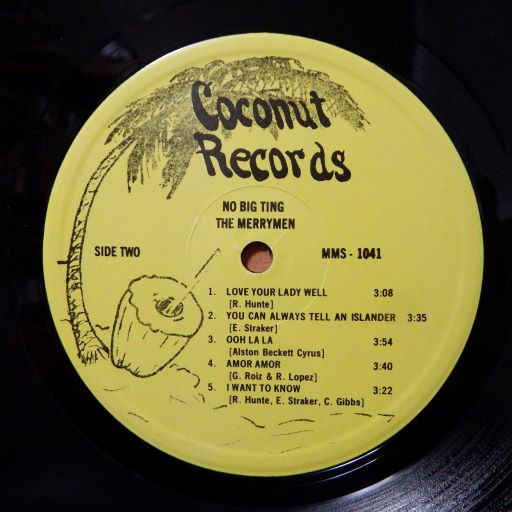 Coconut
Records
NO BIG TING
THE MERRYMEN
SIDE TWO MMS - 1041
1. LOVE YOUR LADY WELL 3:08
[R. Hunte]
2. YOU CAN ALWAYS TELL AN ISLANDER 3:35
[E. Straker]
3. OOH LA LA 3:54
[Alston Beckett Cyrus]
4. AMOR AMOR 3:40
[G. Roiz & R. Lopez]
5. I WANT TO KNOW 3:22
[R. Hunte, E. Straker, C. Gibbs]